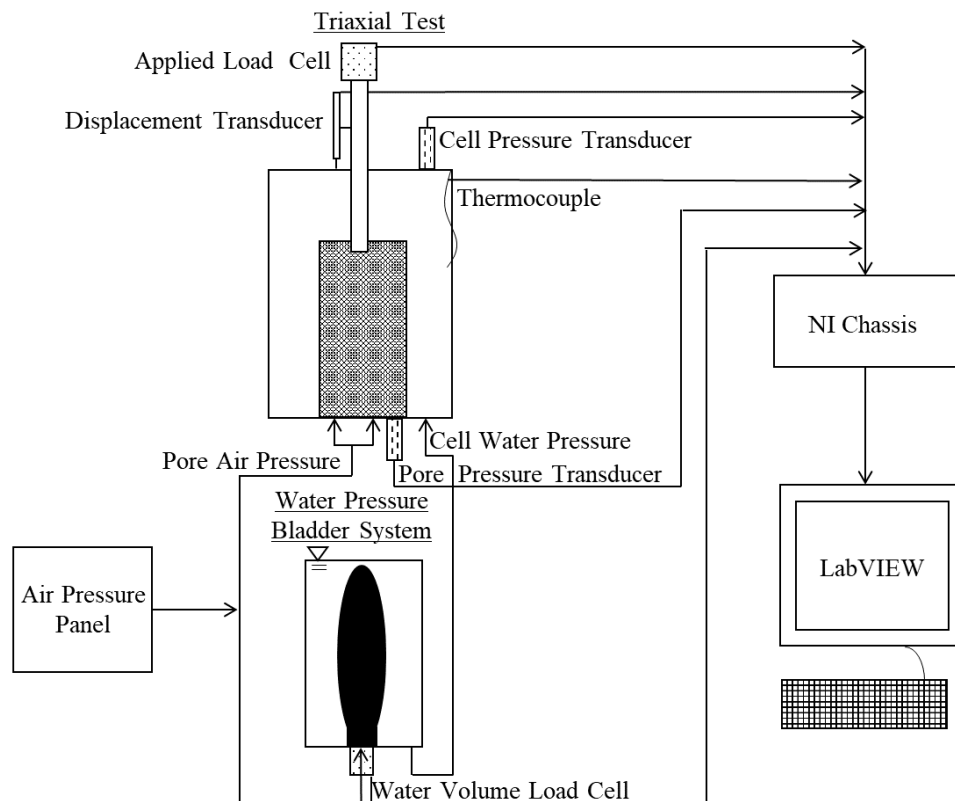 Triaxial Test
Applied Load Cell
Displacement Transducer
Cell Pressure Transducer
Thermocouple
NI Chassis
Cell Water Pressure
Pore Air Pressure
Pore Pressure Transducer
Water Pressure
Bladder System
LabVIEW
Air Pressure
Panel
Water Volume Load Cell